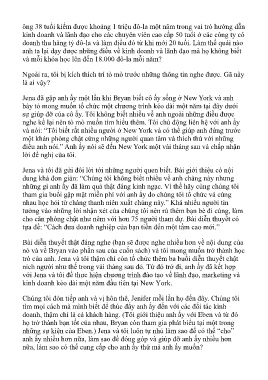 ông 38 tuổi kiếm được khoảng 1 triệu đô-la một năm trong vai trò hướng dẫn
kinh doanh và lãnh đạo cho các chuyên viên cao cấp 50 tuổi ở các công ty có
doanh thu hàng tỷ đô-la và làm điều đó từ khi mới 20 tuổi. Làm thế quái nào
anh ta lại dạy được những điều về kinh doanh và lãnh đạo mà họ không biết
và mỗi khóa học lên đến 18.000 đô-la mỗi năm?
Ngoài ra, tôi bị kích thích trí tò mò trước những thông tin nghe được. Gã này
là ai vậy?
Jena đã gặp anh ấy một lần khi Bryan biết cô ấy sống ở New York và anh
bày tỏ mong muốn tổ chức một chương trình kéo dài một năm tại đây dưới
sự giúp đỡ của cô ấy. Tôi không biết nhiều về anh ngoài những điều được
nghe kể lại nên tò mò muốn tìm hiểu thêm. Tôi chủ động liên hệ với anh ấy
và nói: “Tôi biết rất nhiều người ở New York và có thể giúp anh đứng trước
một khán phòng chật cứng những người quan tâm và thích thú với những
điều anh nói.” Anh ấy nói sẽ đến New York một vài tháng sau và chấp nhận
lời đề nghị của tôi.
Jena và tôi đã gửi đôi lời tới những người quen biết. Bài giới thiệu có nội
dung khá đơn giản: “Chúng tôi không biết nhiều về anh chàng này nhưng
những gì anh ấy đã làm quả thật đáng kinh ngạc. Vì thế hãy cùng chúng tôi
tham gia buổi gặp mặt miễn phí với anh ấy do chúng tôi tổ chức và cùng
nhau học hỏi từ chàng thanh niên xuất chúng này.” Khá nhiều người tin
tưởng vào những lời nhận xét của chúng tôi nên rủ thêm bạn bè đi cùng, làm
cho căn phòng chật như nêm với hơn 75 người tham dự. Bài diễn thuyết có
tựa đề: “Cách đưa doanh nghiệp của bạn tiến đến một tầm cao mới.”
Bài diễn thuyết thật đáng nghe (bạn sẽ được nghe nhiều hơn về nội dung của
nó và về Bryan vào phần sau của cuốn sách) và tôi mong muốn trở thành học
trò của anh. Jena và tôi thậm chí còn tổ chức thêm ba buổi diễn thuyết chật
ních người như thế trong vài tháng sau đó. Từ đó trở đi, anh ấy đã kết hợp
với Jena và tôi để thực hiện chương trình đào tạo về lãnh đạo, marketing và
kinh doanh kéo dài một năm đầu tiên tại New York.
Chúng tôi đón tiếp anh và vị hôn thê, Jenifer mỗi lần họ đến đây. Chúng tôi
tìm mọi cách mà mình biết để thúc đẩy anh ấy đến với các đối tác kinh
doanh, thậm chí là cả khách hàng. (Tôi giới thiệu anh ấy với Eben và từ đó
họ trở thành bạn tốt của nhau, Bryan còn tham gia phát biểu tại một trong
những sự kiện của Eben.) Jena và tôi luôn tự nhủ làm sao để có thể “cho”
anh ấy nhiều hơn nữa, làm sao để đóng góp và giúp đỡ anh ấy nhiều hơn
nữa, làm sao có thể cung cấp cho anh ấy thứ mà anh ấy muốn?